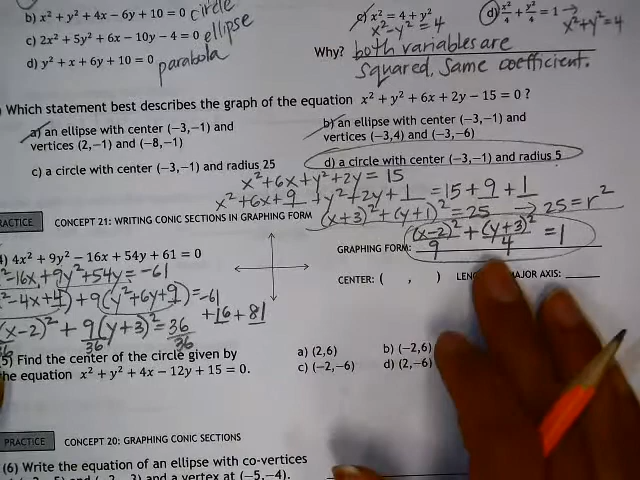 b) x² + y² + 4x − 6y + 10 = 0 circle
c) 2x² + 5y² + 6x − 10y − 4 = 0 ellipse
d) y² + x + 6y + 10 = 0 parabola
c) x² = 4 + y²
x² − y² = 4
d) x²/4 + y²/4 = 1 →
x² + y² = 4
Why? both variables are
squared, same coefficient.
Which statement best describes the graph of the equation x² + y² + 6x + 2y − 15 = 0 ?
a) an ellipse with center (−3,−1) and
vertices (2,−1) and (−8,−1)
b) an ellipse with center (−3,−1) and
vertices (−3,4) and (−3,−6)
c) a circle with center (−3,−1) and radius 25
d) a circle with center (−3,−1) and radius 5
x² + 6x + y² + 2y = 15
x² + 6x + 9 + y² + 2y + 1 = 15 + 9 + 1
(x+3)² + (y+1)² = 25 → 25 = r²
PRACTICE CONCEPT 21: WRITING CONIC SECTIONS IN GRAPHING FORM
4) 4x² + 9y² − 16x + 54y + 61 = 0
²−16x + 9y² + 54y = −61
²−4x+4) + 9(y²+6y+9) = −61
+16 + 81
(x−2)² + 9(y+3)² = 36
36 36 36
GRAPHING FORM: (x−2)²/9 + (y+3)²/4 = 1
CENTER: ( , ) MAJOR AXIS:
5) Find the center of the circle given by
the equation x² + y² + 4x − 12y + 15 = 0.
a) (2,6) b) (−2,6)
c) (−2,−6) d) (2,−6)
PRACTICE CONCEPT 20: GRAPHING CONIC SECTIONS
(6) Write the equation of an ellipse with co-vertices
and a vertex at (−5,−4).